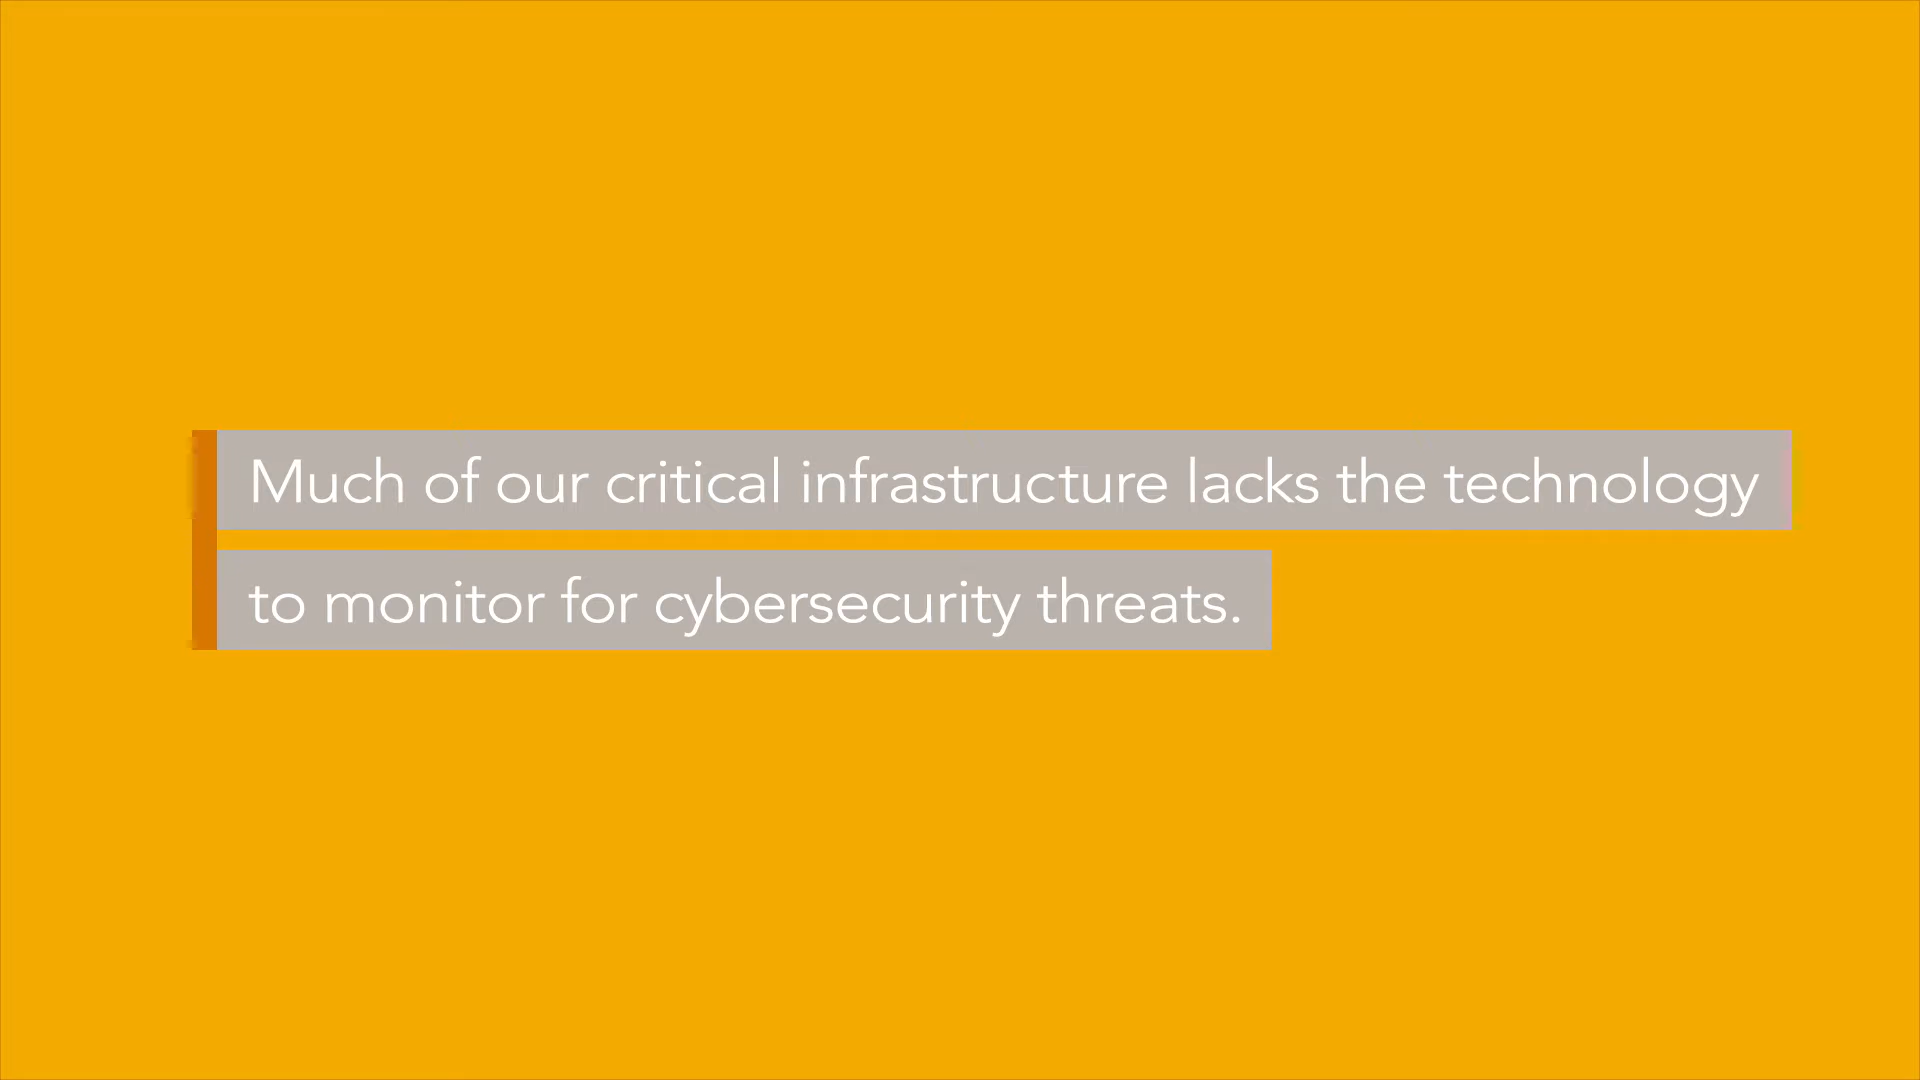 Much of our critical infrastructure lacks the technology
to monitor for cybersecurity threats.